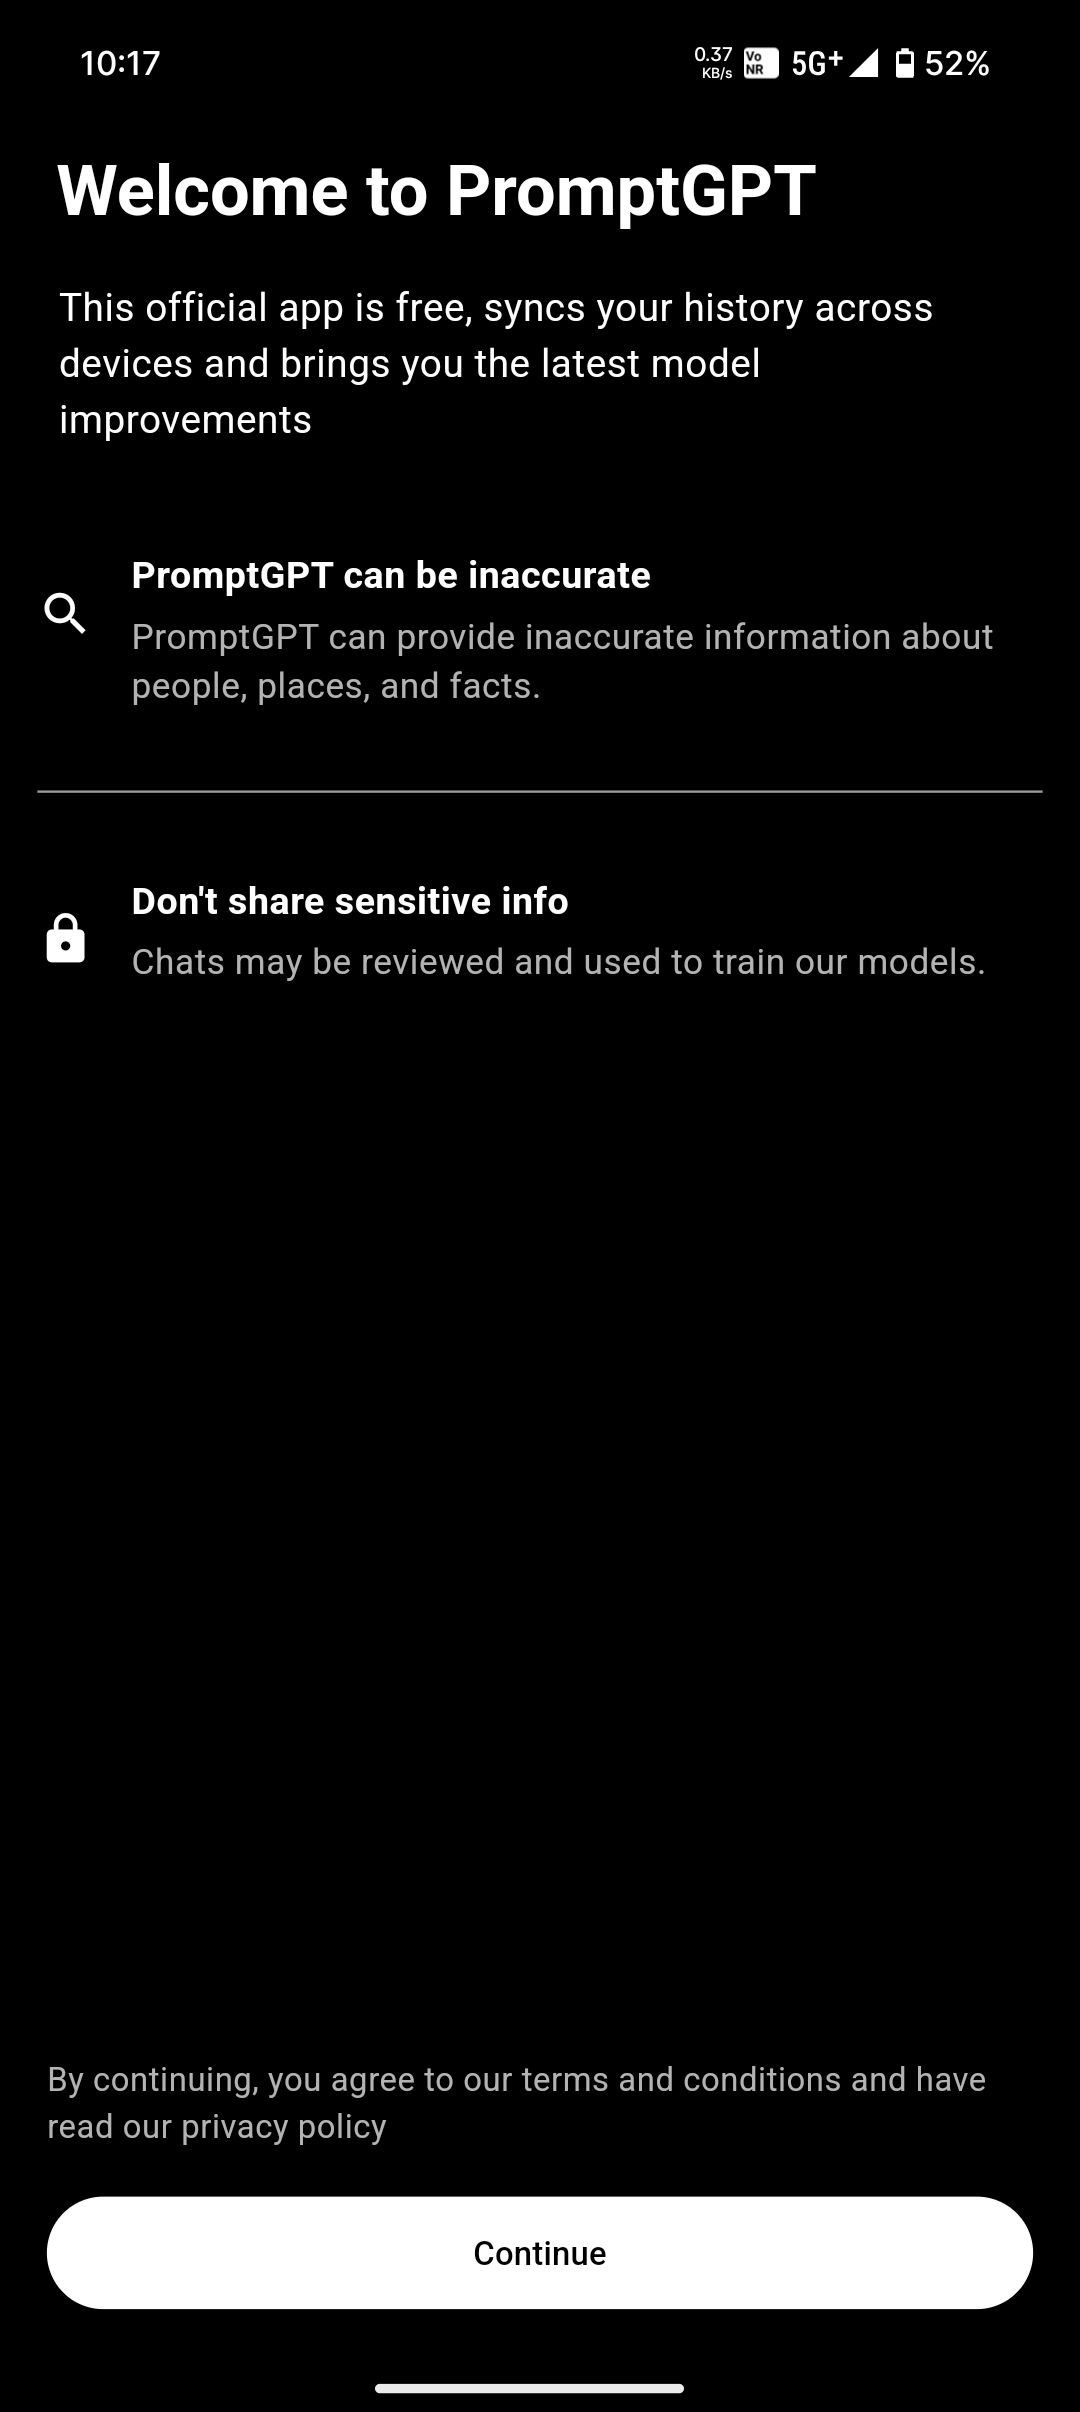 10:17
0.37
KB/s
Vo
NR
5G+
52%
Welcome to PromptGPT
This official app is free, syncs your history across
devices and brings you the latest model
improvements
PromptGPT can be inaccurate
PromptGPT can provide inaccurate information about
people, places, and facts.
Don't share sensitive info
Chats may be reviewed and used to train our models.
By continuing, you agree to our terms and conditions and have
read our privacy policy
Continue